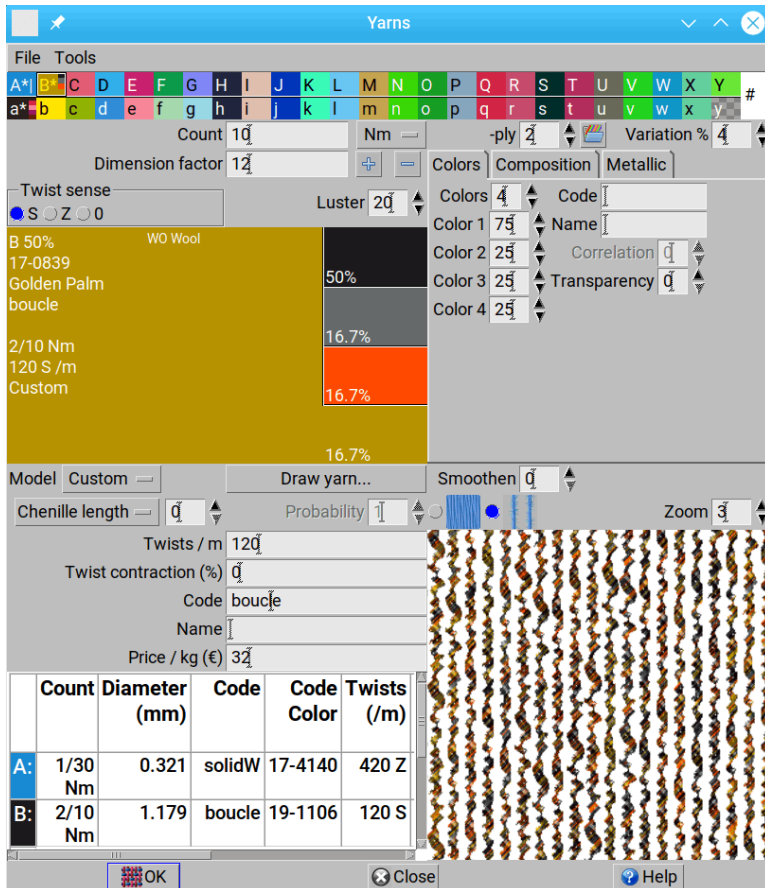 Yarns
File Tools
A* B* C D E F G H I J K L M N O P Q R S T U V W X Y #
a* b c d e f g h i j k l m n o p q r s t u v w x y
Count 10 Nm -ply 2 Variation % 4
Dimension factor 12 Colors Composition Metallic
Twist sense
S Z 0
Luster 20
Colors 4 Code
Color 1 75 Name
Color 2 25 Correlation 0
Color 3 25 Transparency 0
Color 4 25
B 50% WO Wool
17-0839
Golden Palm
boucle
2/10 Nm
120 S /m
Custom
50%
16.7%
16.7%
16.7%
Model Custom Draw yarn... Smoothen 0
Chenille length 0 Probability 1 Zoom 3
Twists / m 120
Twist contraction (%) 0
Code boucle
Name
Price / kg (€) 32
Count Diameter (mm) Code Code Color Twists (/m)
A: 1/30 Nm 0.321 solidW 17-4140 420 Z
B: 2/10 Nm 1.179 boucle 19-1106 120 S
OK Close Help